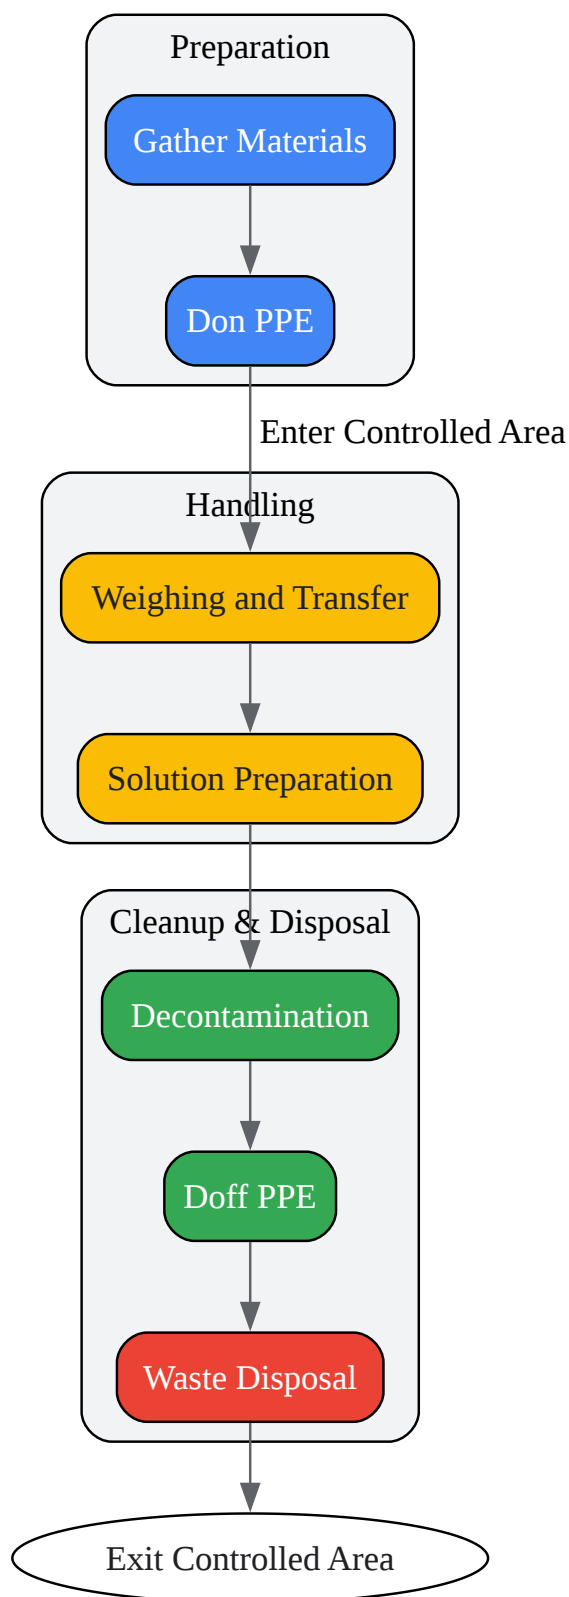 Preparation
Gather Materials
Don PPE
Enter Controlled Area
Handling
Weighing and Transfer
Solution Preparation
Cleanup & Disposal
Decontamination
Doff PPE
Waste Disposal
Exit Controlled Area